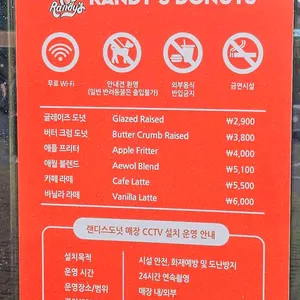 Randy's
RANDY'S DONUTS
무료 Wi-Fi
안내견 환영
(일반 반려동물은 출입불가)
외부음식
반입금지
금연시설
글레이즈 도넛 Glazed Raised ₩2,900
버터 크럼 도넛 Butter Crumb Raised ₩3,800
애플 프리터 Apple Fritter ₩4,000
애월 블렌드 Aewol Blend ₩5,100
카페 라떼 Cafe Latte ₩5,500
바닐라 라떼 Vanilla Latte ₩6,000
랜디스도넛 매장 CCTV 설치 운영 안내
설치목적 시설 안전, 화재예방 및 도난방지
운영 시간 24시간 연속촬영
운영장소/범위 매장 내/외부